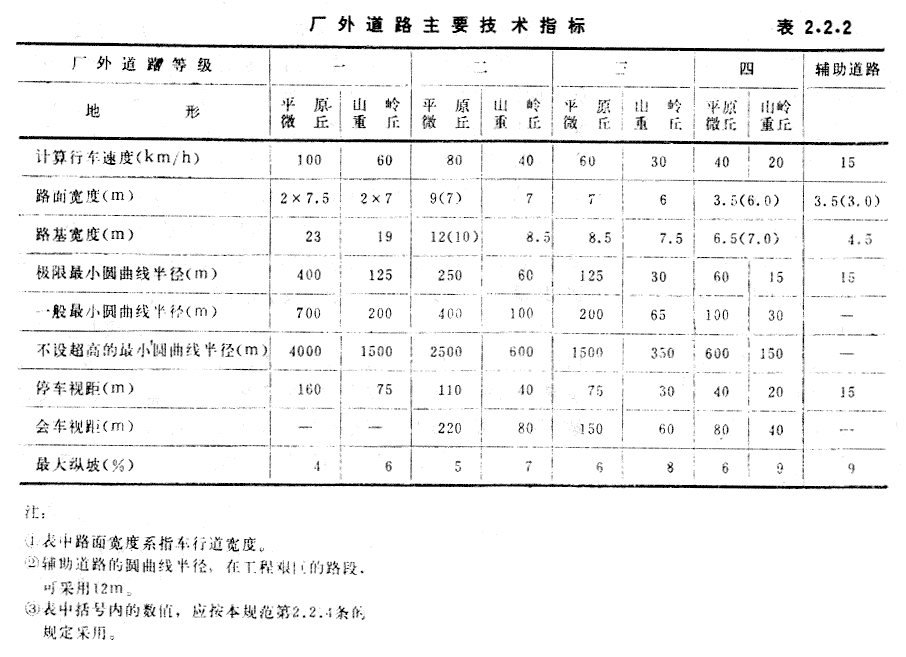 厂外道路主要技术指标 表 2.2.2
厂外道路等级 一 二 三 四 辅助道路
地形 平原微丘 山岭重丘 平原微丘 山岭重丘 平原微丘 山岭重丘 平原微丘 山岭重丘
计算行车速度(km/h) 100 60 80 40 60 30 40 20 15
路面宽度(m) 2×7.5 2×7 9(7) 7 7 6 3.5(6.0) 3.5(3.0)
路基宽度(m) 23 19 12(10) 8.5 8.5 7.5 6.5(7.0) 4.5
极限最小圆曲线半径(m) 400 125 250 60 125 30 60 15 15
一般最小圆曲线半径(m) 700 200 400 100 200 65 100 30 —
不设超高的最小圆曲线半径(m) 4000 1500 2500 600 1500 350 600 150 —
停车视距(m) 160 75 110 40 75 30 40 20 15
会车视距(m) — — 220 80 150 60 80 40 —
最大纵坡(%) 4 6 5 7 6 8 6 9 9
注：
①表中路面宽度系指车行道宽度。
②辅助道路的圆曲线半径，在工程艰巨的路段，
可采用12m。
③表中括号内的数值，应按本规范第2.2.4条的
规定采用。